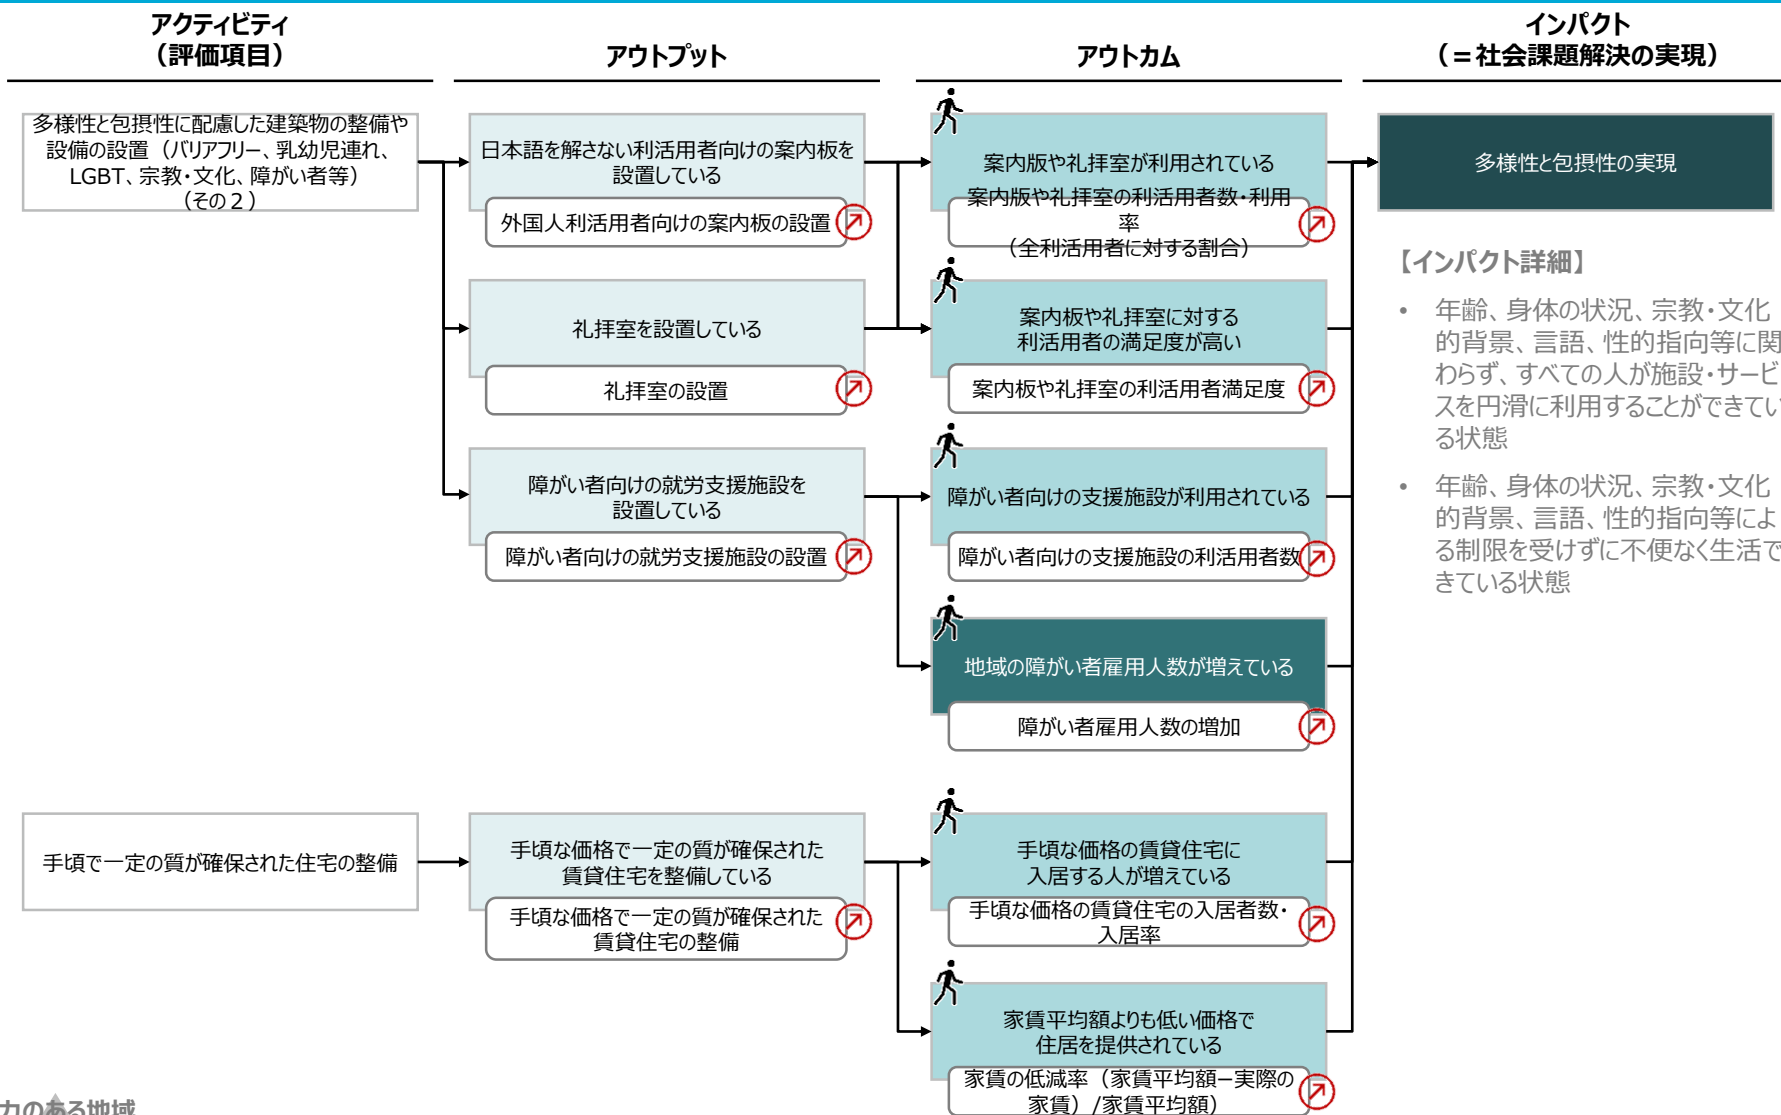 アクティビティ
（評価項目）
アウトプット
アウトカム
インパクト
（＝社会課題解決の実現）
多様性と包摂性に配慮した建築物の整備や
設備の設置（バリアフリー、乳幼児連れ、
LGBT、宗教・文化、障がい者等）
（その２）
日本語を解さない利活用者向けの案内板を
設置している
外国人利活用者向けの案内板の設置
案内版や礼拝室が利用されている
案内版や礼拝室の利活用者数・利用
率
（全利活用者に対する割合）
多様性と包摂性の実現
礼拝室を設置している
礼拝室の設置
案内板や礼拝室に対する
利活用者の満足度が高い
案内板や礼拝室の利活用者満足度
障がい者向けの就労支援施設を
設置している
障がい者向けの就労支援施設の設置
障がい者向けの支援施設が利用されている
障がい者向けの支援施設の利活用者数
地域の障がい者雇用人数が増えている
障がい者雇用人数の増加
【インパクト詳細】
• 年齢、身体の状況、宗教・文化
的背景、言語、性的指向等に関
わらず、すべての人が施設・サービ
スを円滑に利用することができてい
る状態
• 年齢、身体の状況、宗教・文化
的背景、言語、性的指向等によ
る制限を受けずに不便なく生活で
きている状態
手頃で一定の質が確保された住宅の整備
手頃な価格で一定の質が確保された
賃貸住宅を整備している
手頃な価格で一定の質が確保された
賃貸住宅の整備
手頃な価格の賃貸住宅に
入居する人が増えている
手頃な価格の賃貸住宅の入居者数・
入居率
家賃平均額よりも低い価格で
住居を提供されている
家賃の低減率（家賃平均額−実際の
家賃）/家賃平均額）
力のある地域